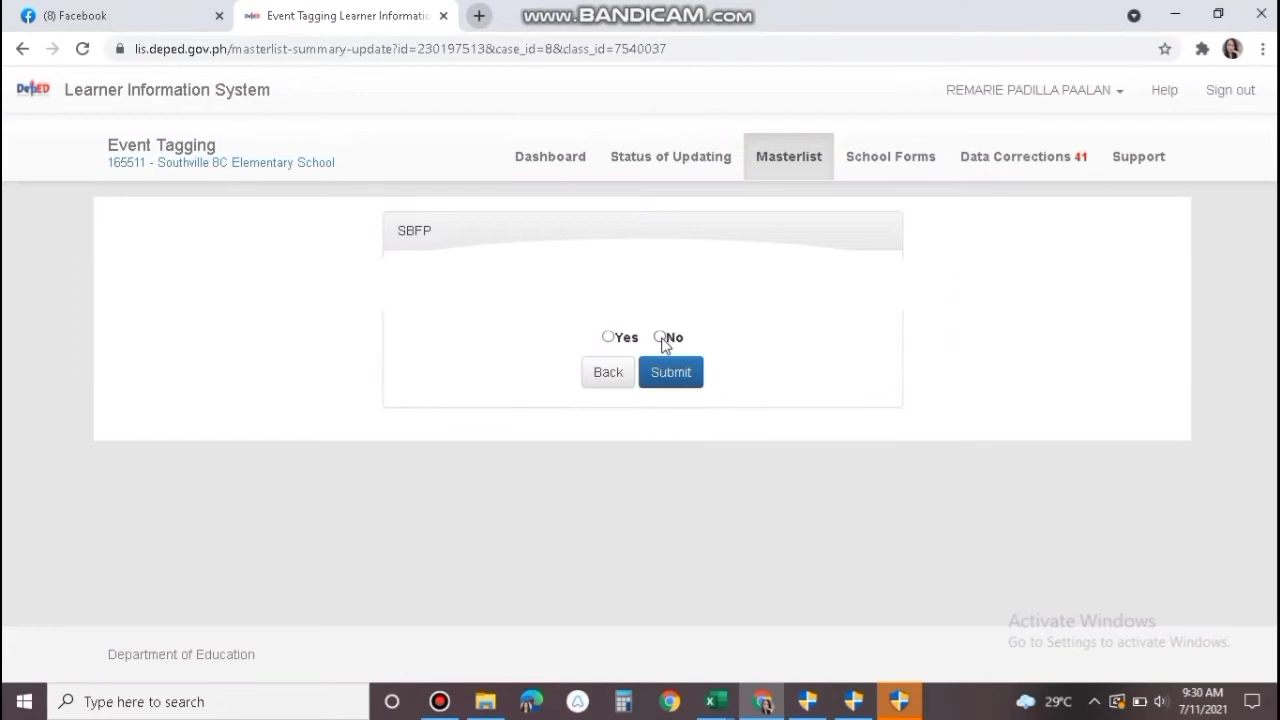 (8) Facebook
Event Tagging Learner Informatic
www.BANDICAM.com
lis.deped.gov.ph/masterlist-summary-update?id=230197513&case_id=8&class_id=7540037
DepED
Learner Information System
REMARIE PADILLA PAALAN
Help
Sign out
Event Tagging
165511 - Southville 8C Elementary School
Dashboard
Status of Updating
Masterlist
School Forms
Data Corrections 41
Support
SBFP
Yes
No
Back
Submit
Activate Windows
Go to Settings to activate Windows.
Department of Education
Type here to search
29°C
9:30 AM
7/11/2021